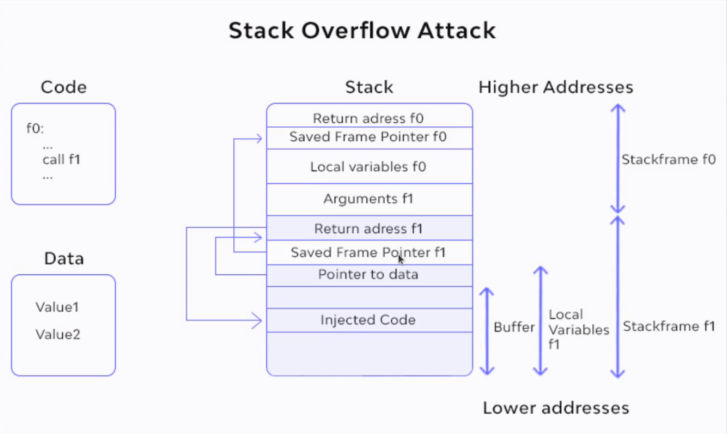 Stack Overflow Attack
Code
Stack
Higher Addresses
f0:
...
call f1
...
Return adress f0
Saved Frame Pointer f0
Local variables f0
Arguments f1
Return adress f1
Saved Frame Pointer f1
Pointer to data
Injected Code
Stackframe f0
Data
Value1
Value2
Buffer
Local
Variables
f1
Stackframe f1
Lower addresses